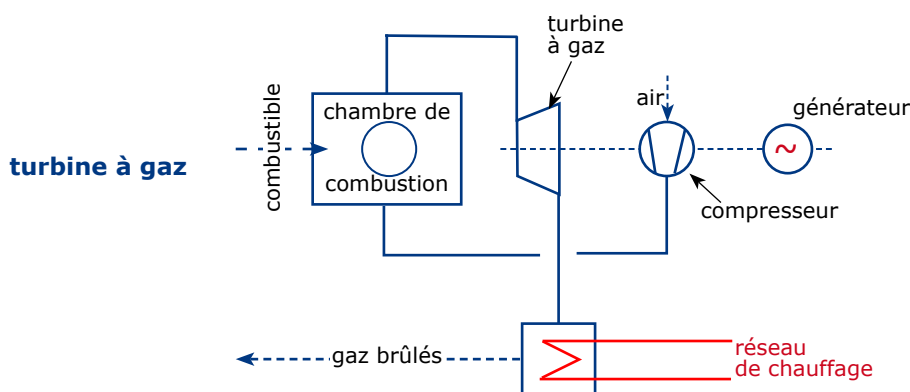 turbine
à gaz
air
générateur
combustible
chambre de
combustion
turbine à gaz
~
compresseur
gaz brûlés
réseau
de chauffage